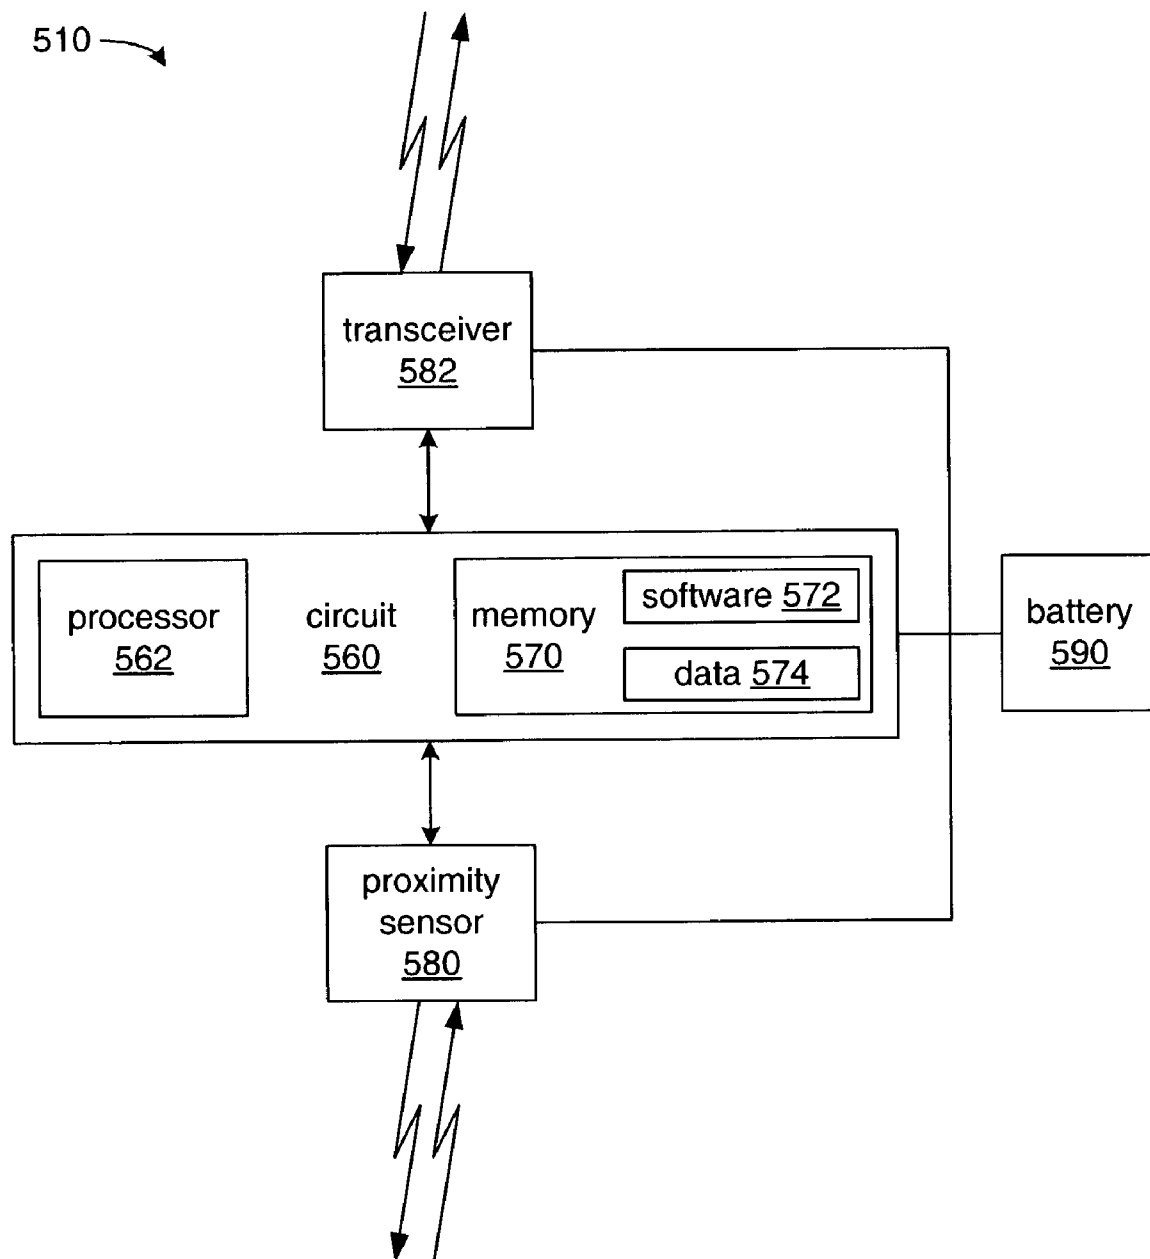 510
transceiver
582
processor
562
circuit
560
memory
570
software 572
data 574
battery
590
proximity
sensor
580